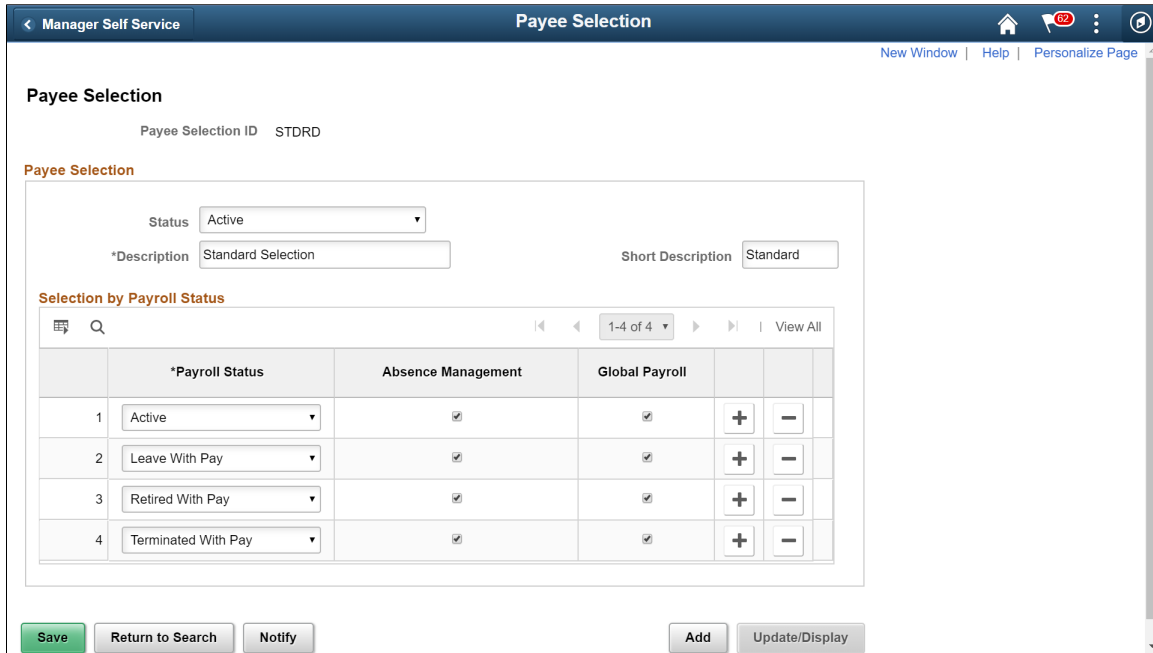 Manager Self Service
Payee Selection
62
New Window | Help | Personalize Page
Payee Selection
Payee Selection ID STDRD
Payee Selection
Status Active
*Description Standard Selection Short Description Standard
Selection by Payroll Status
1-4 of 4 | View All
*Payroll Status Absence Management Global Payroll
1 Active
2 Leave With Pay
3 Retired With Pay
4 Terminated With Pay
Save Return to Search Notify Add Update/Display